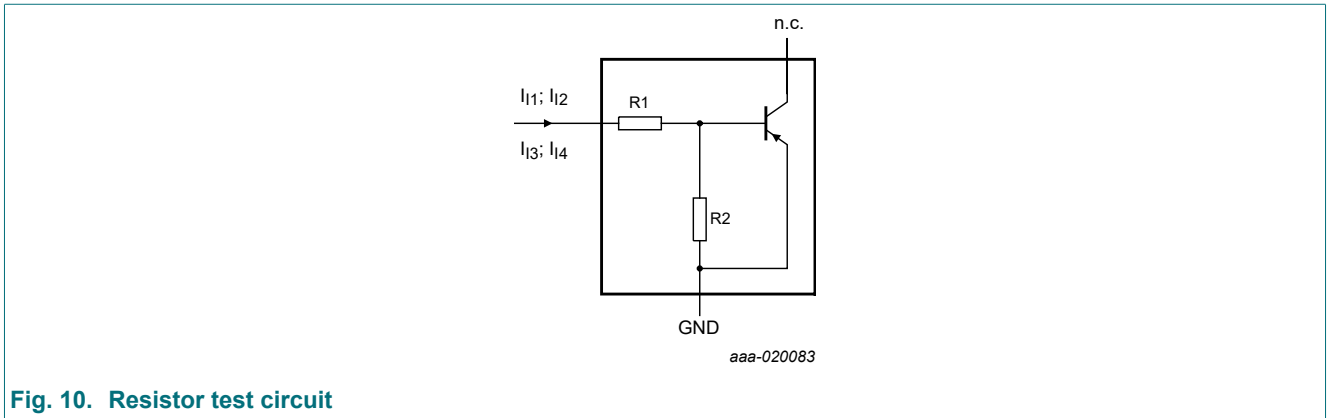 n.c.
I_I1; I_I2
R1
I_I3; I_I4
R2
GND
aaa-020083
Fig. 10. Resistor test circuit